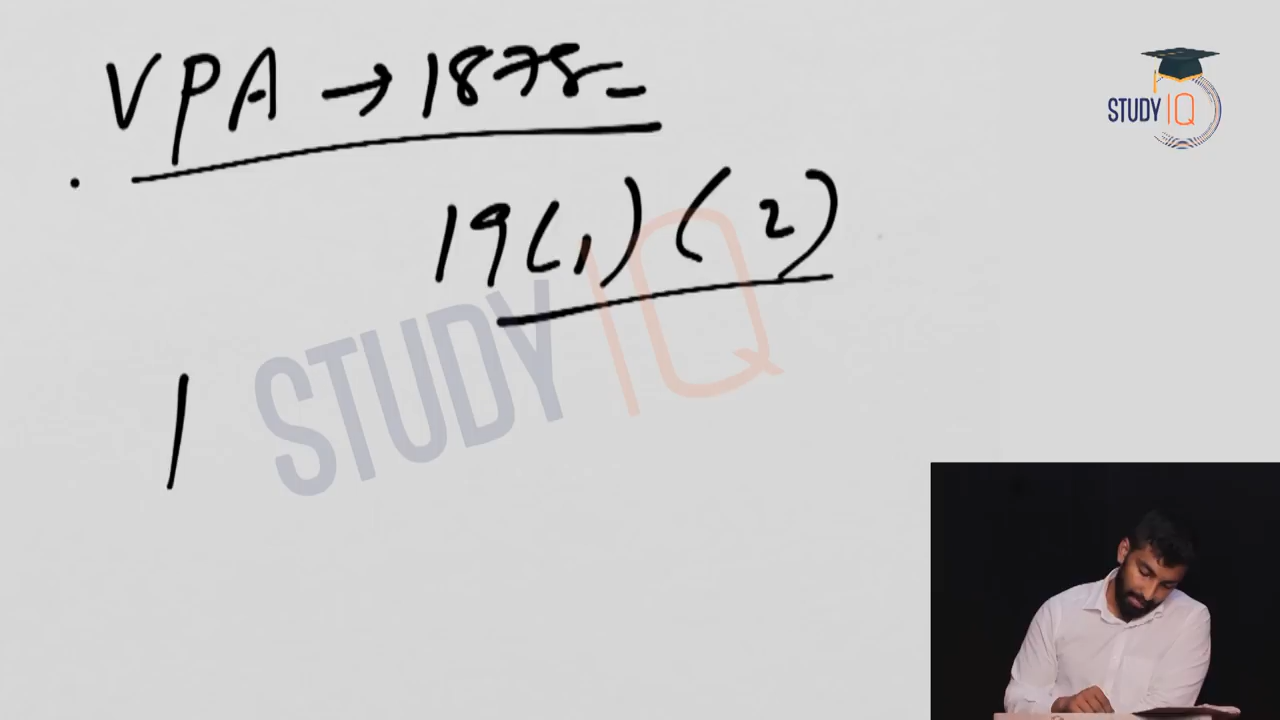 VPA → 1878-
19(1)(2)
|
STUDY IQ
STUDY IQ